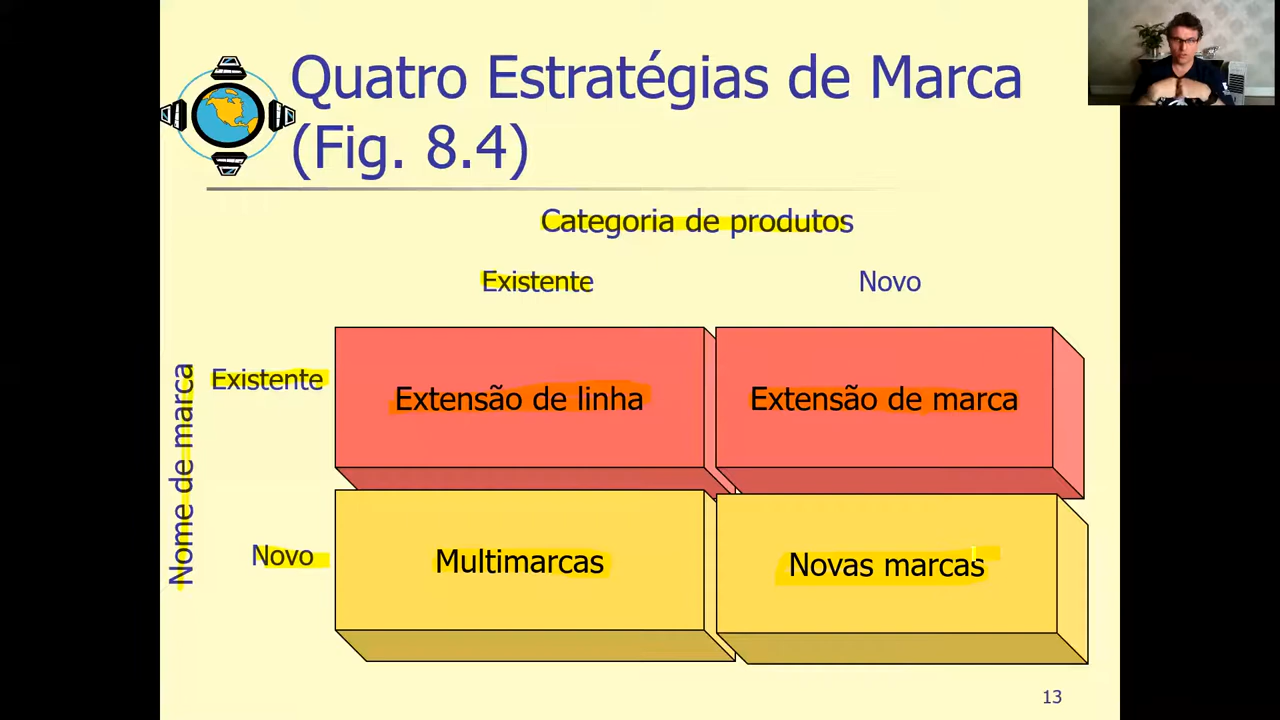 Quatro Estratégias de Marca
(Fig. 8.4)
Categoria de produtos
Existente
Novo
Nome de marca
Existente
Extensão de linha
Extensão de marca
Novo
Multimarcas
Novas marcas
13